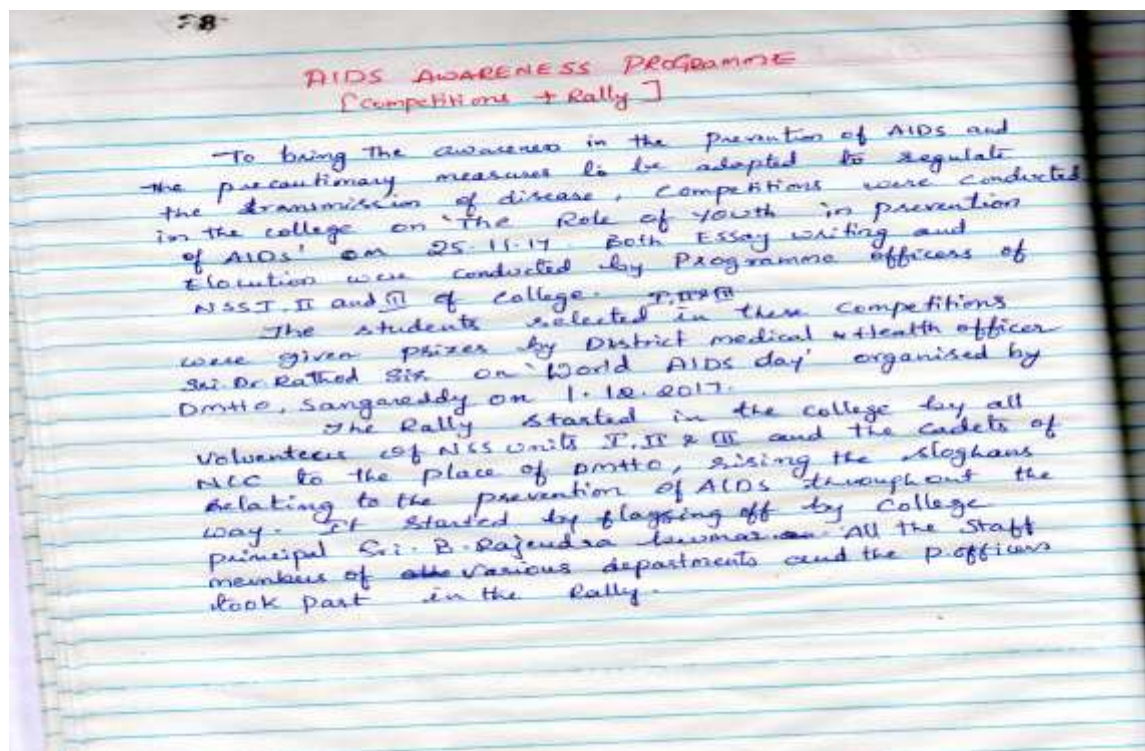 58
AIDS AWARENESS PROGRAMME
[Competitions + Rally]
To bring The awareness in the prevention of AIDs and
the precautionary measures to be adapted to regulate
the transmission of disease, Competitions were conducted
in the college on 'The Role of Youth in prevention
of AIDs' on 25.11.17. Both Essay writing and
Elocution were conducted by Programme officers of
NSS I, II and III of College.
I, II & III
The students selected in these competitions
were given prizes by District medical & Health officer
Sri Dr. Rathod Sir on 'World AIDs day' organised by
DMHO, Sangareddy on 1.12.2017.
The Rally started in the college by all
Volunteers of NSS units I, II & III and the cadets of
NCC to the place of DMHO, rising the sloghans
relating to the prevention of AIDs throughout the
way. It started by flagging off by College
principal Sri. B. Rajendra kumar. All the Staff
members of various departments and the P.officers
took part in the Rally.